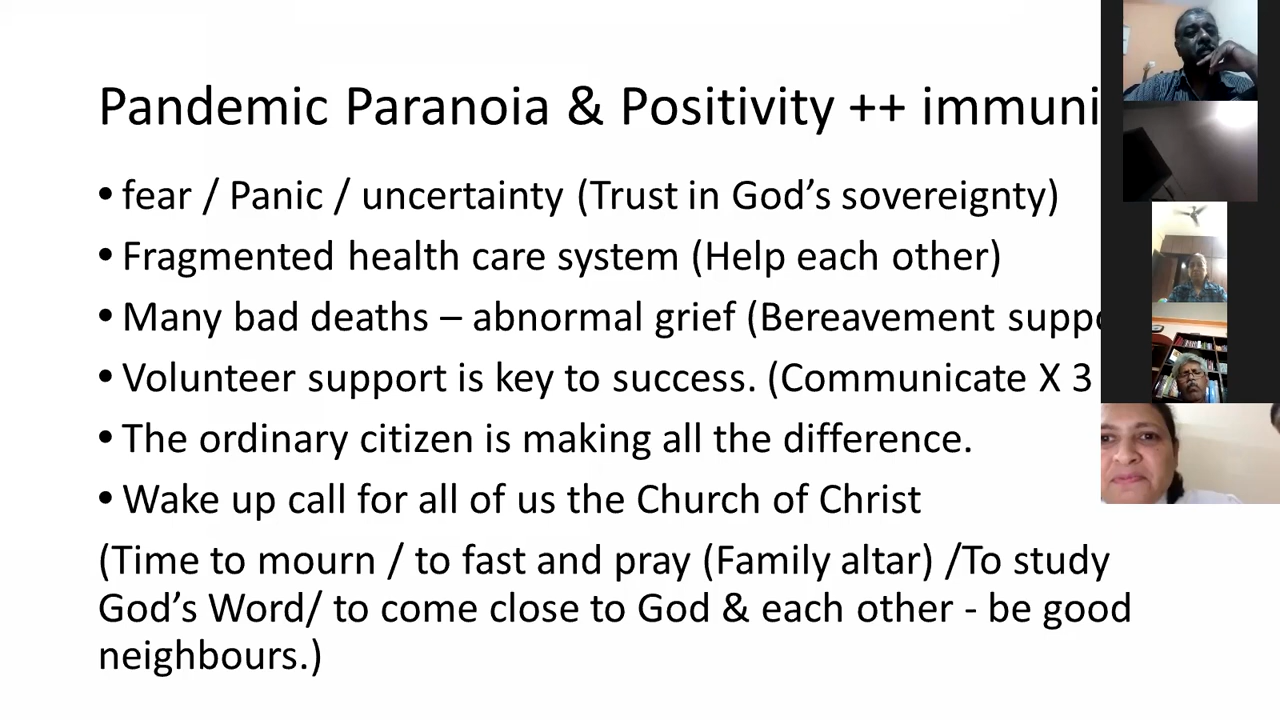 Pandemic Paranoia & Positivity ++
• fear / Panic / uncertainty (Trust in God’s sovereignty)
• Fragmented health care system (Help each other)
• Many bad deaths – abnormal grief (Bereavement
• Volunteer support is key to success. (Communicate X 3
• The ordinary citizen is making all the difference.
• Wake up call for all of us the Church of Christ
(Time to mourn / to fast and pray (Family altar) /To study
God’s Word/ to come close to God & each other - be good
neighbours.)